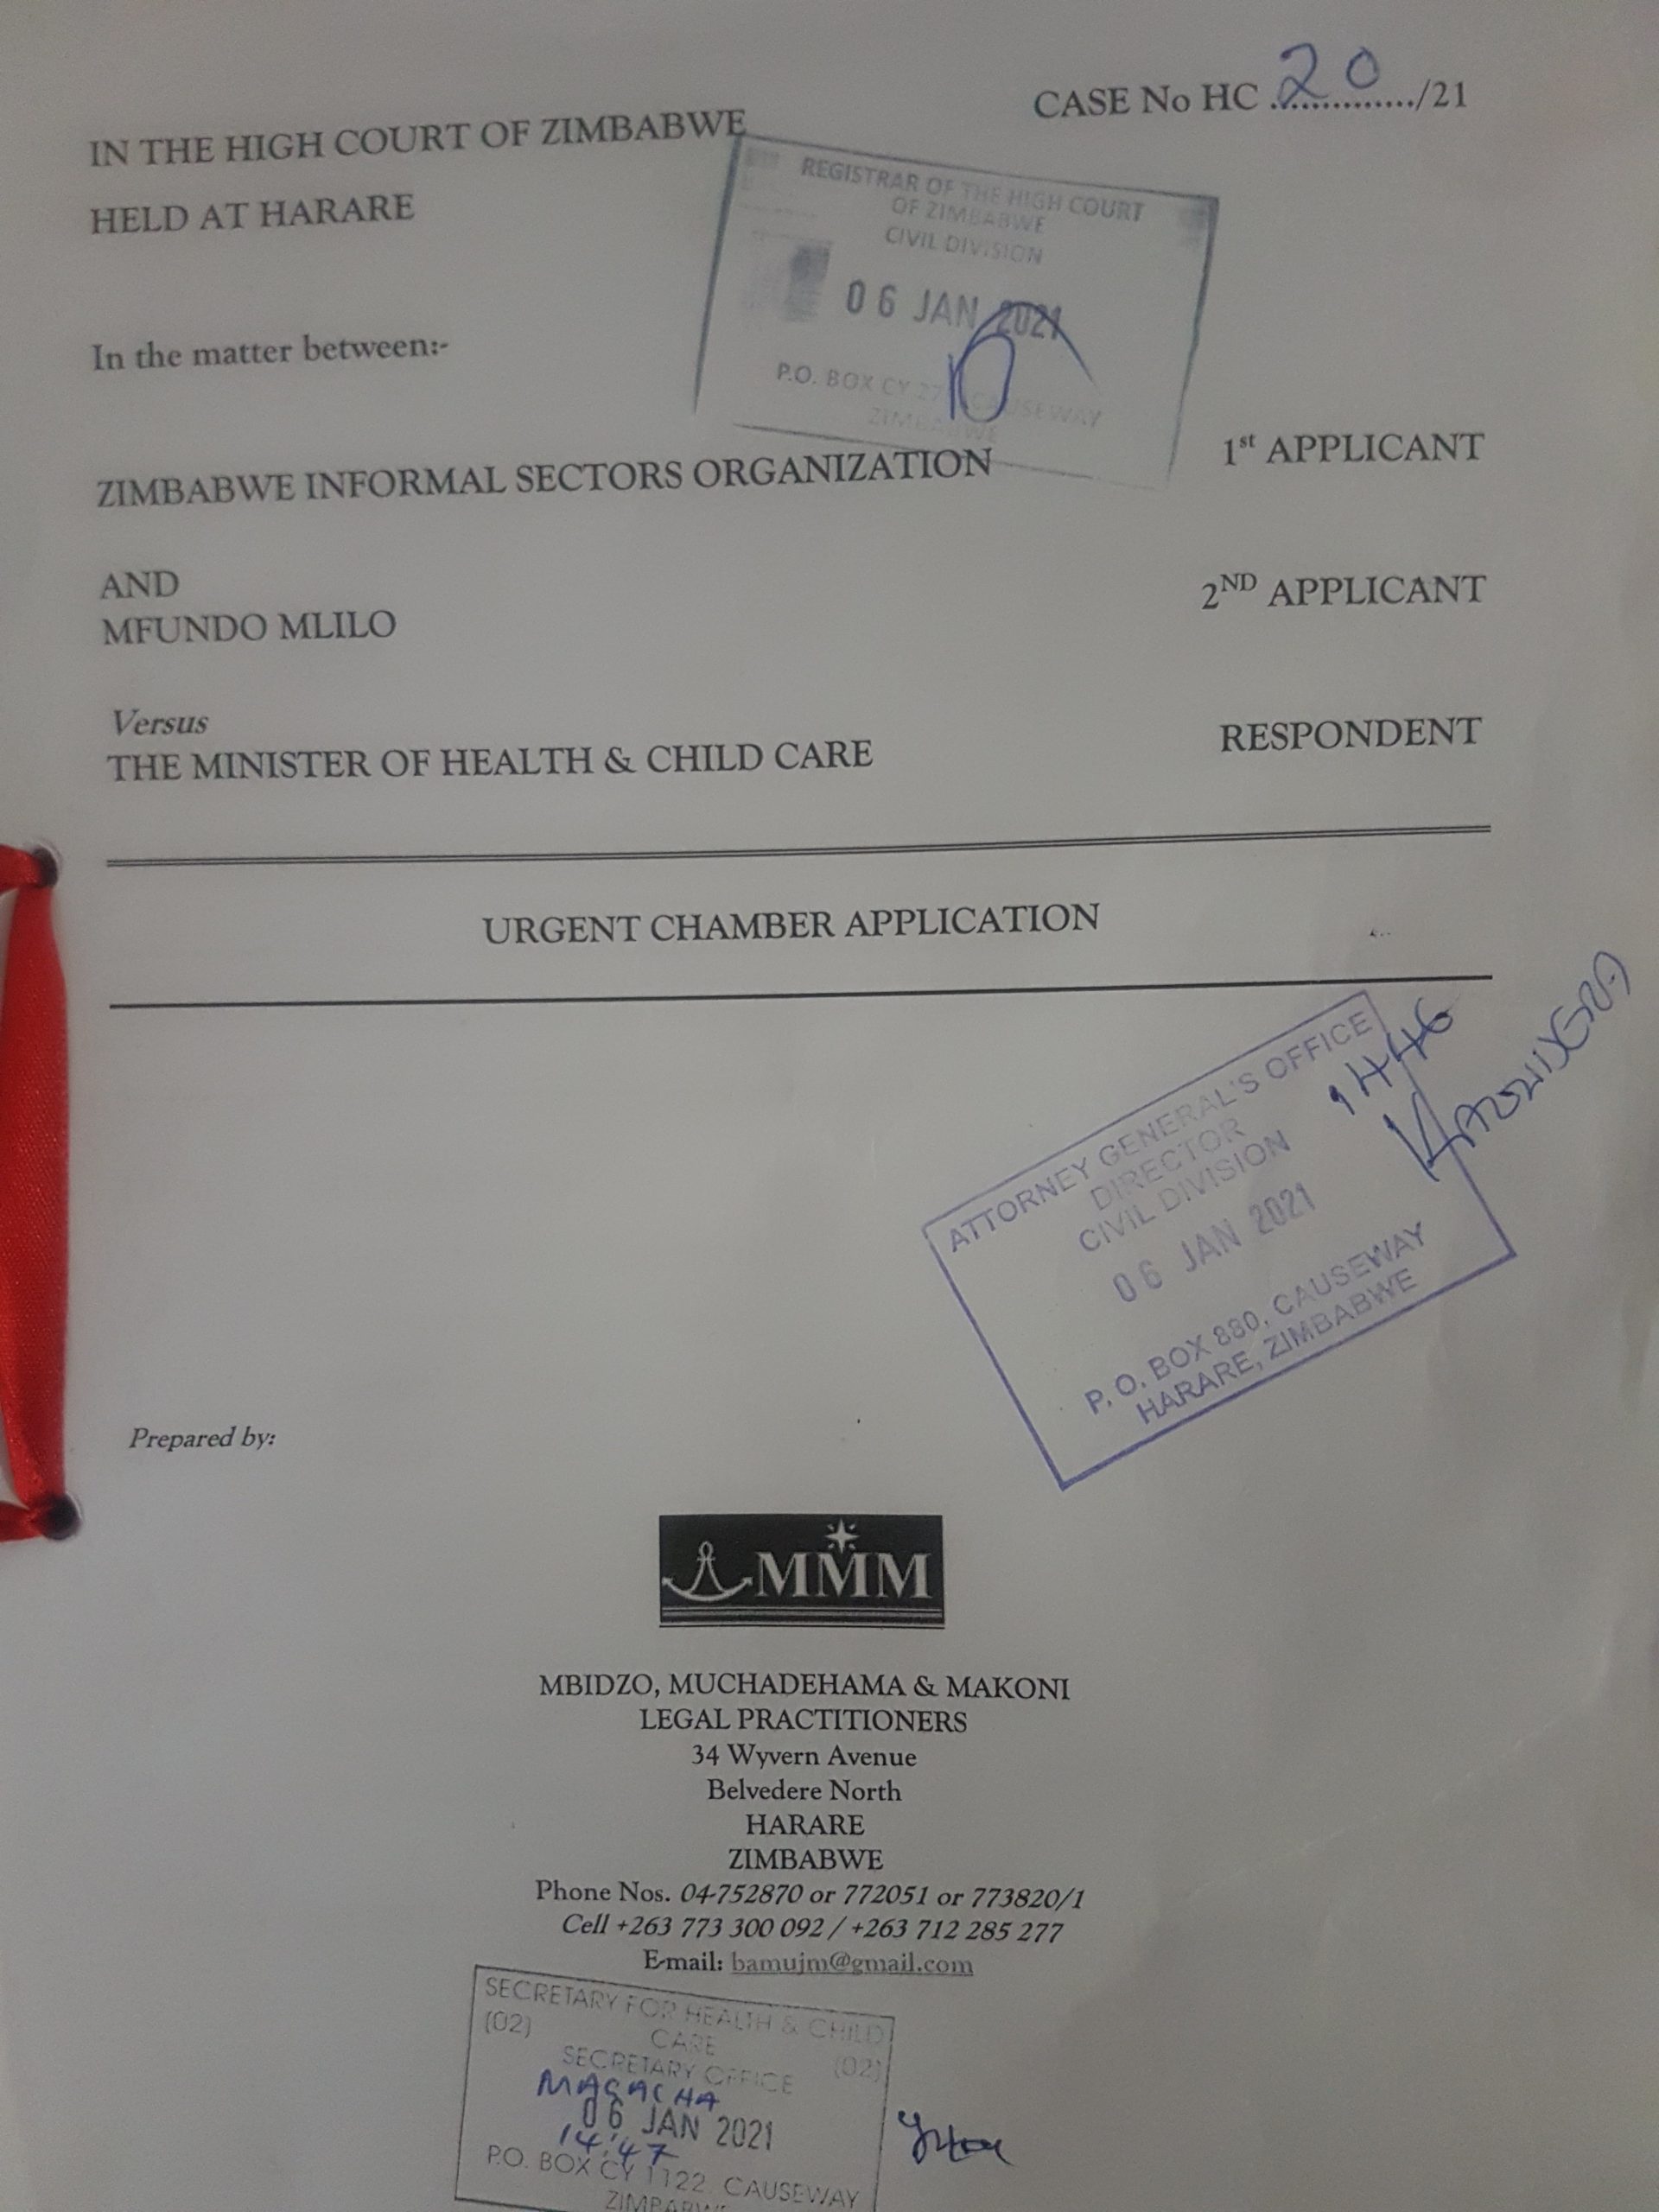 CASE No HC 20/21
IN THE HIGH COURT OF ZIMBABWE
HELD AT HARARE
REGISTRAR OF THE HIGH COURT
OF ZIMBABWE
CIVIL DIVISION
06 JAN 2021
P.O. BOX CY 27 CAUSEWAY
ZIMBABWE
In the matter between:-
ZIMBABWE INFORMAL SECTORS ORGANIZATION 1st APPLICANT
AND
MFUNDO MLILO 2ND APPLICANT
Versus
THE MINISTER OF HEALTH & CHILD CARE RESPONDENT
URGENT CHAMBER APPLICATION
ATTORNEY GENERAL'S OFFICE
DIRECTOR
CIVIL DIVISION
06 JAN 2021
P. O. BOX 880, CAUSEWAY
HARARE, ZIMBABWE
1446
Prepared by:
MMM
MBIDZO, MUCHADEHAMA & MAKONI
LEGAL PRACTITIONERS
34 Wyvern Avenue
Belvedere North
HARARE
ZIMBABWE
Phone Nos. 04-752870 or 772051 or 773820/1
Cell +263 773 300 092 / +263 712 285 277
E-mail: bamujm@gmail.com
SECRETARY FOR HEALTH & CHILD
(02) CARE
SECRETARY OFFICE (02)
MAGACHA
06 JAN 2021
14:47
P.O. BOX CY 1122, CAUSEWAY
ZIMBABWE